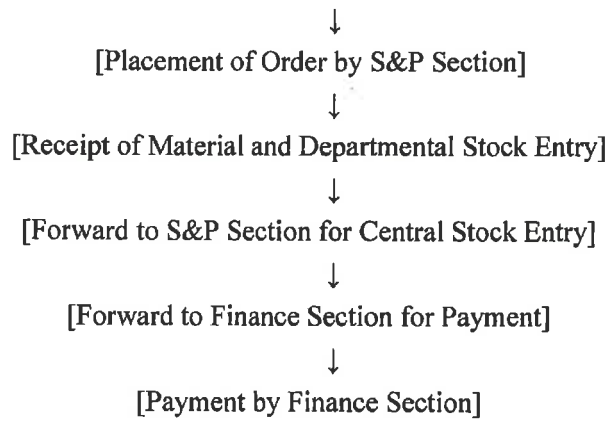 ↓
[Placement of Order by S&P Section]
↓
[Receipt of Material and Departmental Stock Entry]
↓
[Forward to S&P Section for Central Stock Entry]
↓
[Forward to Finance Section for Payment]
↓
[Payment by Finance Section]